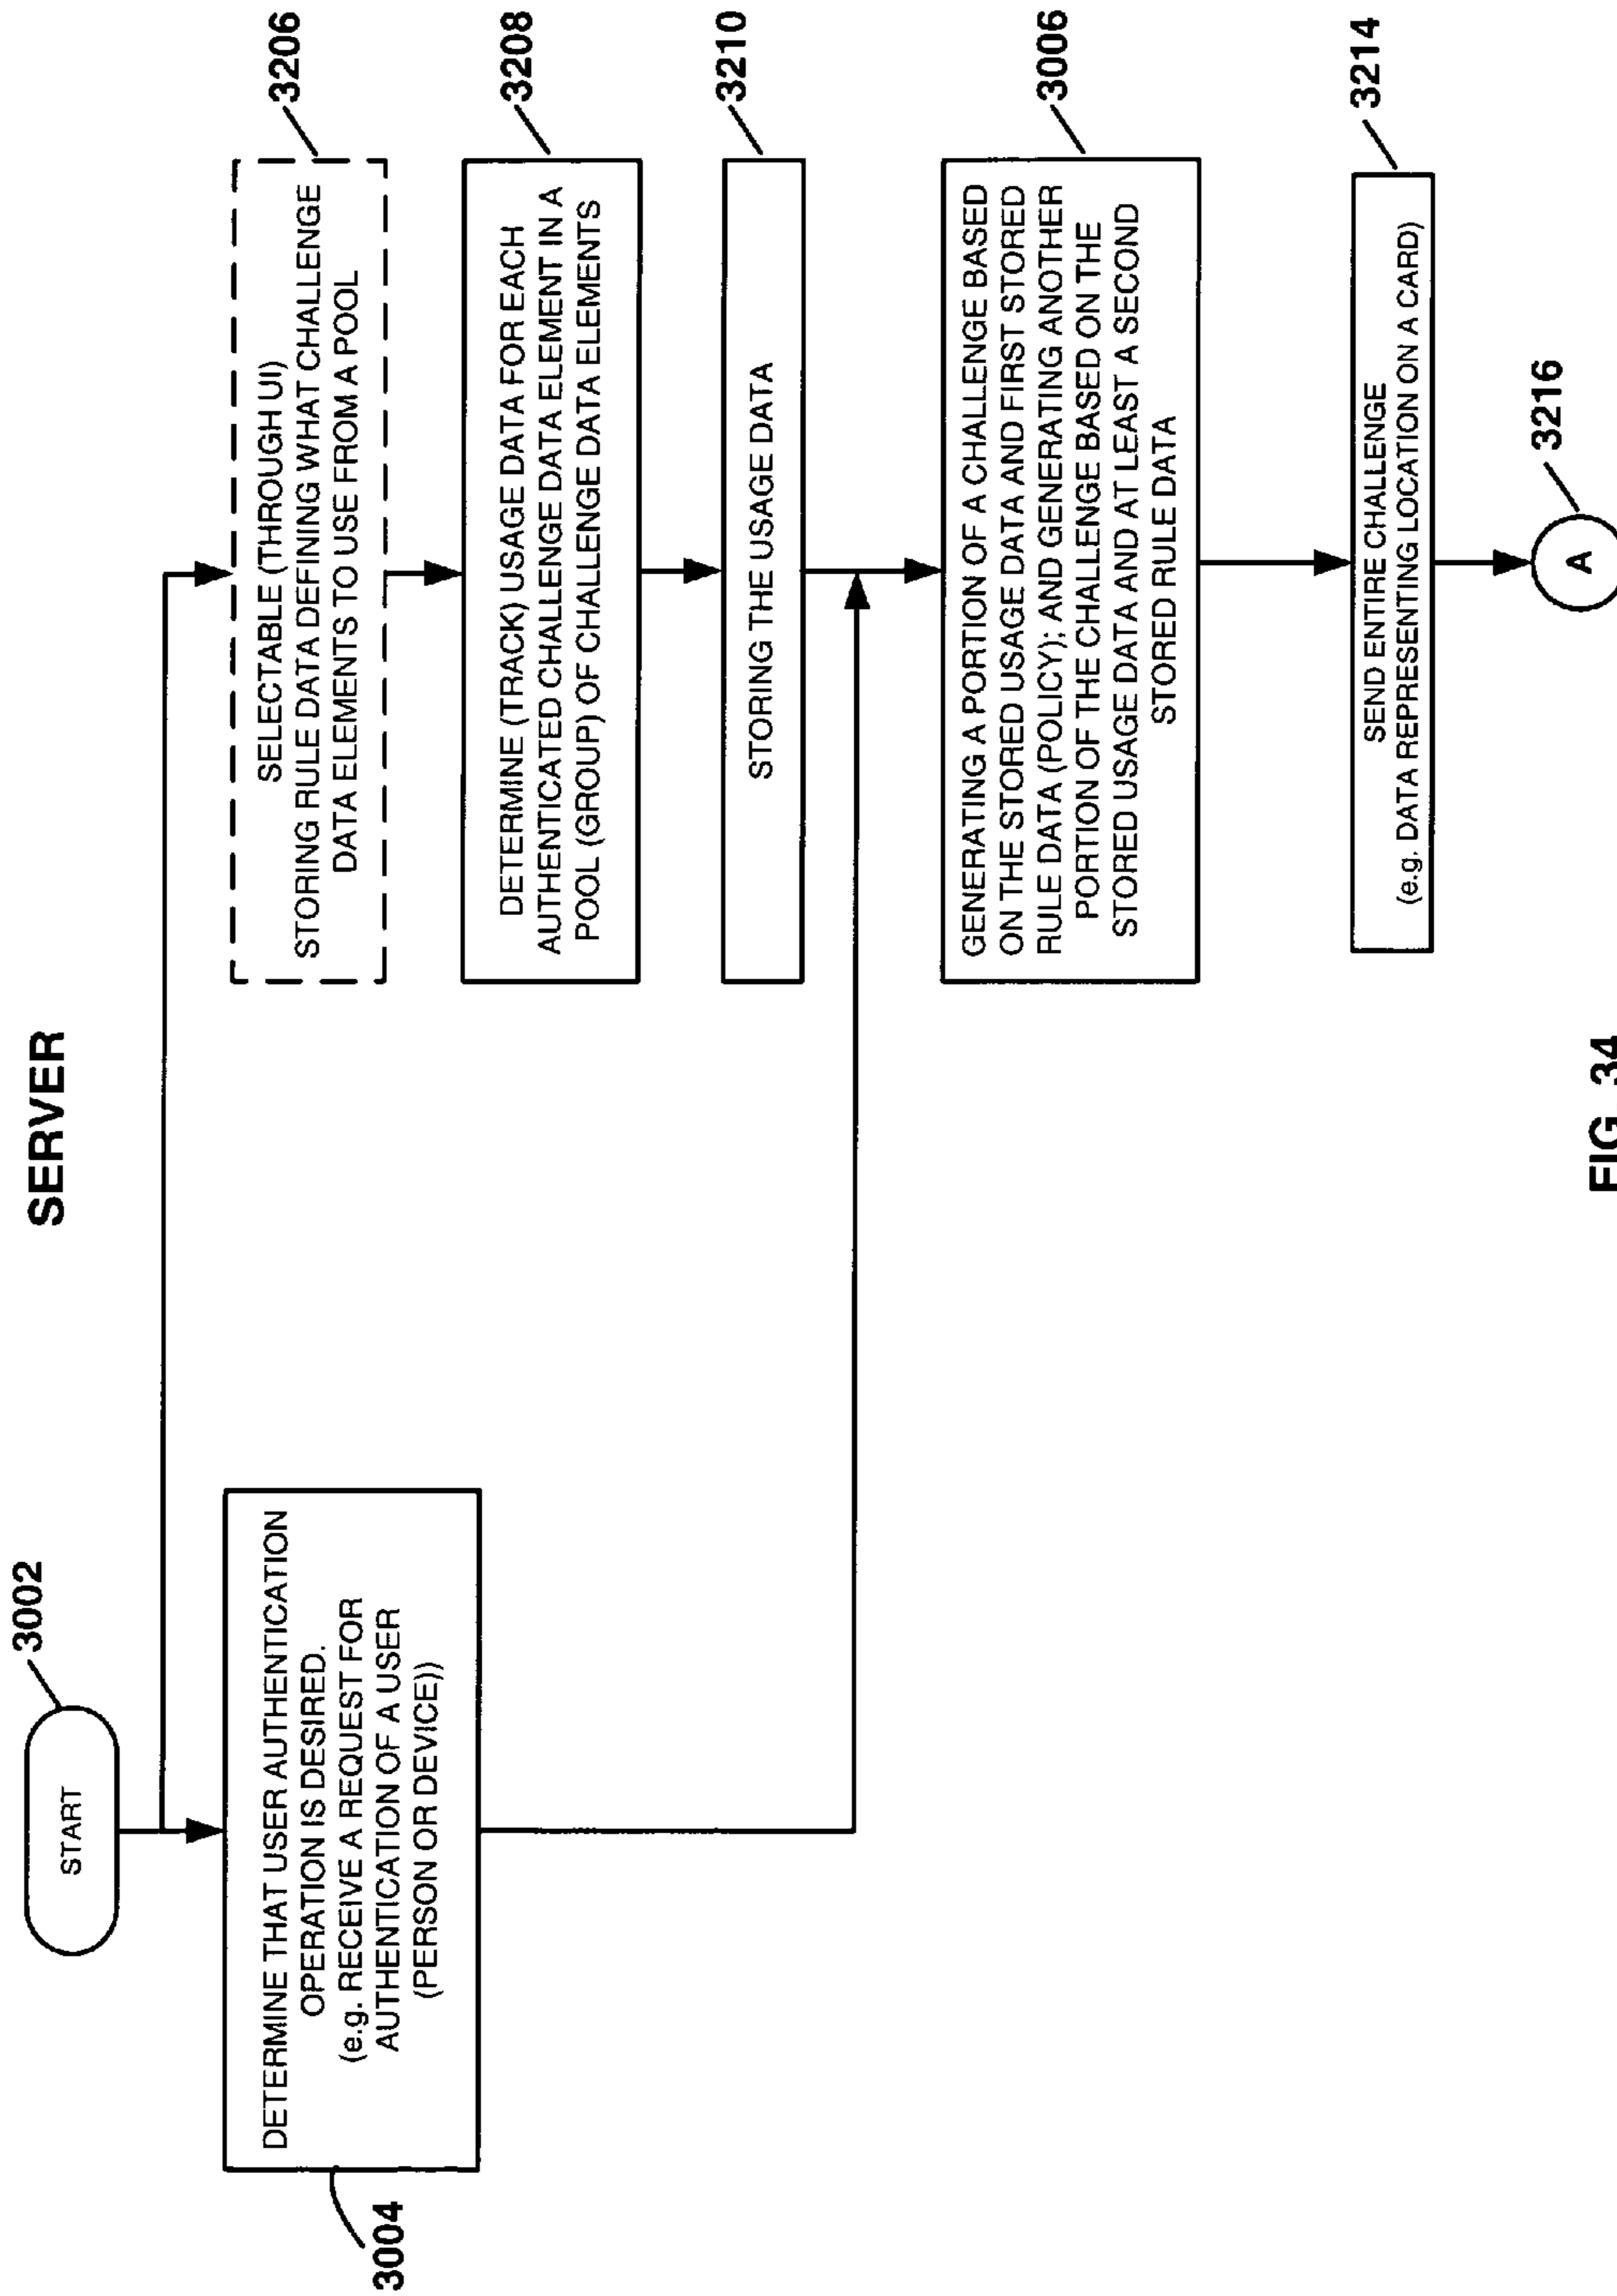 SERVER
3002
START
3004
DETERMINE THAT USER AUTHENTICATION
OPERATION IS DESIRED.
(e.g. RECEIVE A REQUEST FOR
AUTHENTICATION OF A USER
(PERSON OR DEVICE))
3206
SELECTABLE (THROUGH UI)
STORING RULE DATA DEFINING WHAT CHALLENGE
DATA ELEMENTS TO USE FROM A POOL
3208
DETERMINE (TRACK) USAGE DATA FOR EACH
AUTHENTICATED CHALLENGE DATA ELEMENT IN A
POOL (GROUP) OF CHALLENGE DATA ELEMENTS
3210
STORING THE USAGE DATA
3006
GENERATING A PORTION OF A CHALLENGE BASED
ON THE STORED USAGE DATA AND FIRST STORED
RULE DATA (POLICY); AND GENERATING ANOTHER
PORTION OF THE CHALLENGE BASED ON THE
STORED USAGE DATA AND AT LEAST A SECOND
STORED RULE DATA
3214
SEND ENTIRE CHALLENGE
(e.g. DATA REPRESENTING LOCATION ON A CARD)
3216
A
FIG. 34